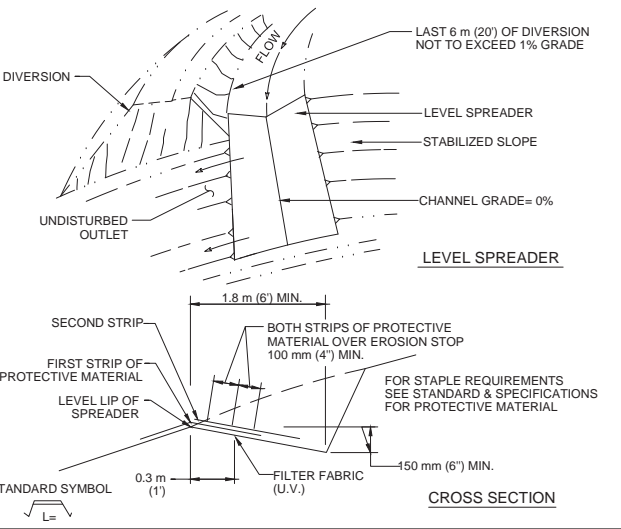 LAST 6 m (20') OF DIVERSION
NOT TO EXCEED 1% GRADE
FLOW
DIVERSION
LEVEL SPREADER
STABILIZED SLOPE
CHANNEL GRADE= 0%
UNDISTURBED
OUTLET
LEVEL SPREADER
1.8 m (6') MIN.
SECOND STRIP
BOTH STRIPS OF PROTECTIVE
MATERIAL OVER EROSION STOP
100 mm (4") MIN.
FIRST STRIP OF
PROTECTIVE MATERIAL
LEVEL LIP OF
SPREADER
FOR STAPLE REQUIREMENTS
SEE STANDARD & SPECIFICATIONS
FOR PROTECTIVE MATERIAL
0.3 m
(1')
FILTER FABRIC
(U.V.)
150 mm (6") MIN.
TANDARD SYMBOL
L=
CROSS SECTION